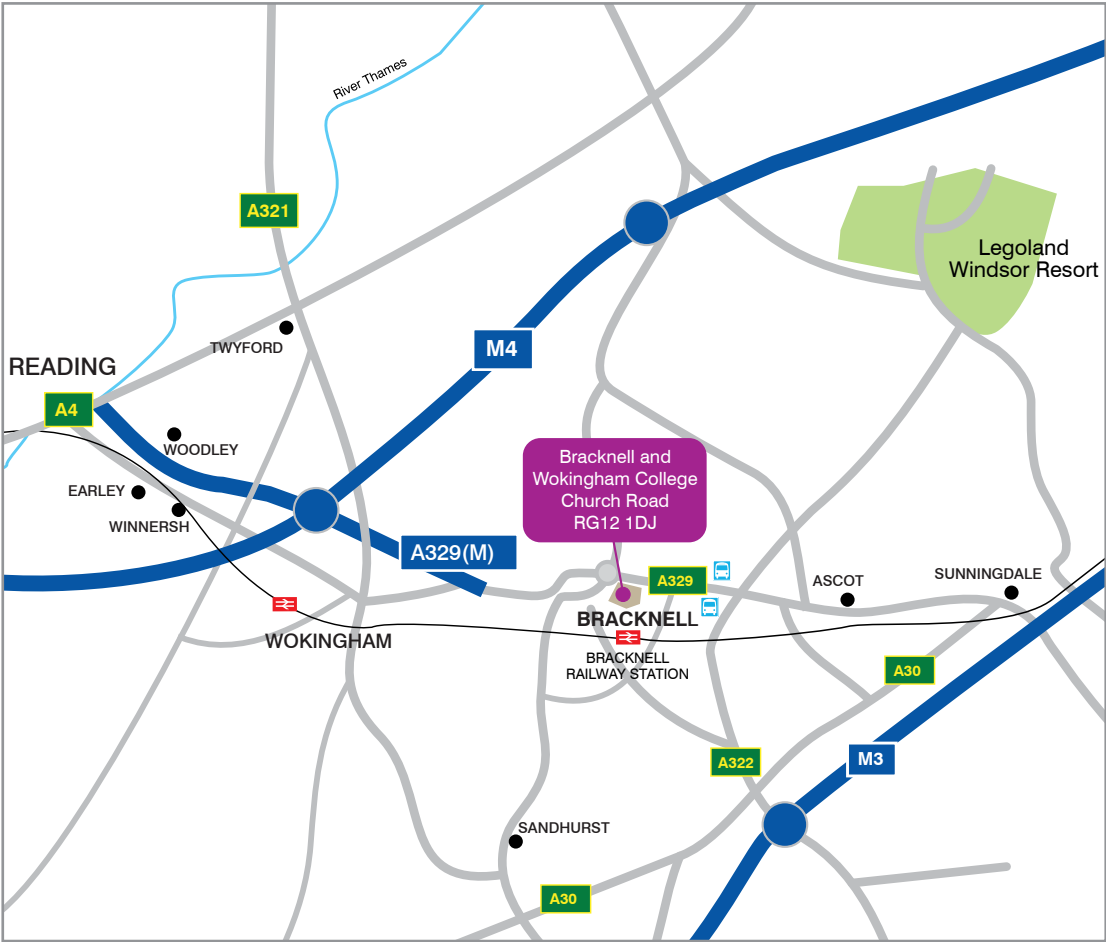 River Thames
A321
Legoland
Windsor Resort
TWYFORD
M4
READING
A4
WOODLEY
EARLEY
WINNERSH
Bracknell and
Wokingham College
Church Road
RG12 1DJ
A329(M)
A329
ASCOT
SUNNINGDALE
BRACKNELL
WOKINGHAM
BRACKNELL
RAILWAY STATION
A30
A322
M3
SANDHURST
A30